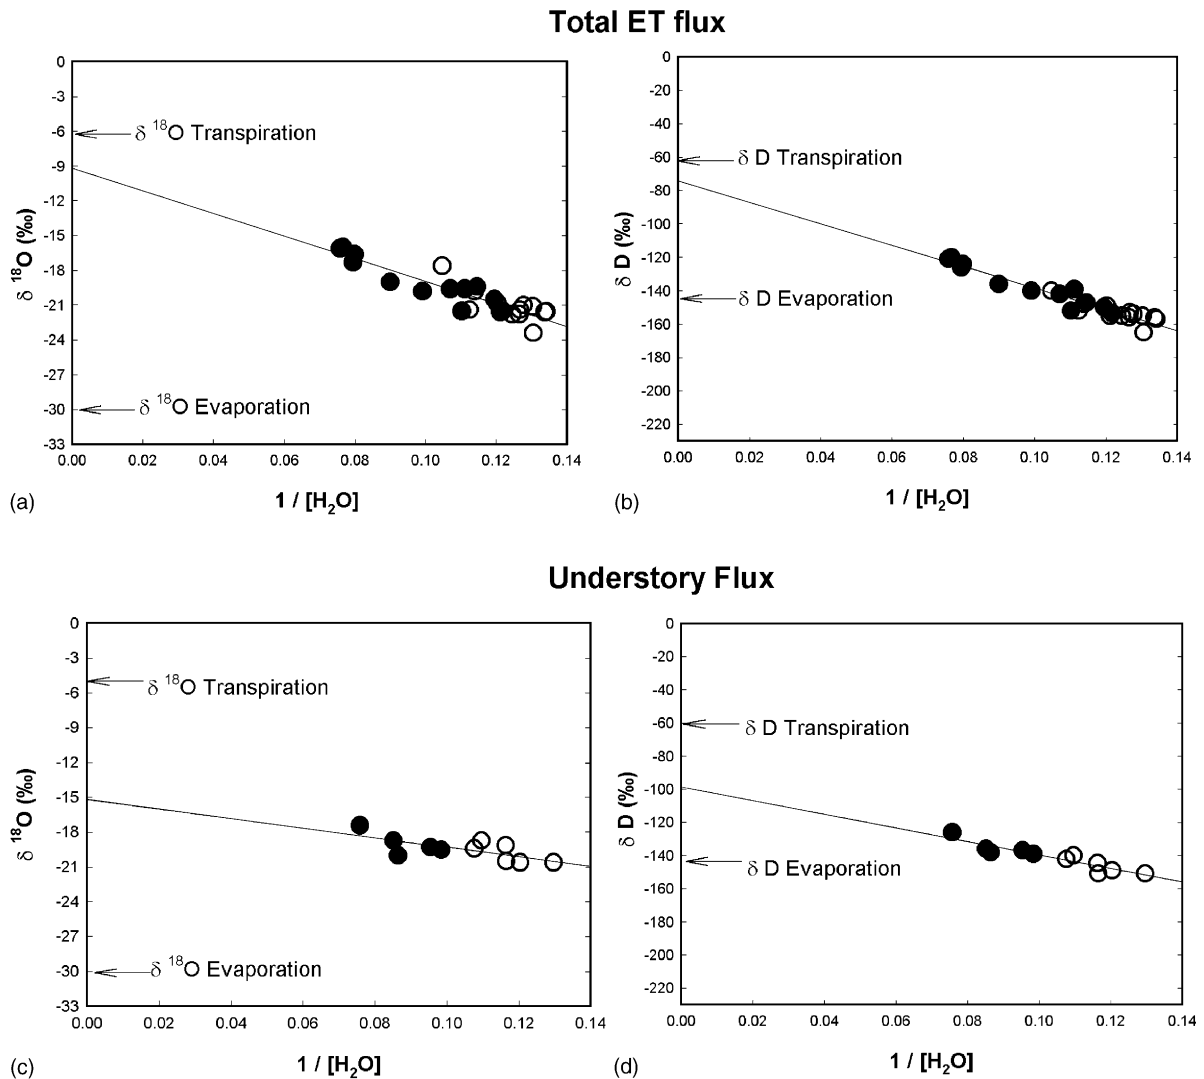 Total ET flux
0
-3
-6
-9
-12
-15
-18
-21
-24
-27
-30
-33
δ ¹⁸O (‰)
δ ¹⁸O Transpiration
δ ¹⁸O Evaporation
0.00 0.02 0.04 0.06 0.08 0.10 0.12 0.14
(a)
1 / [H₂O]
0
-20
-40
-60
-80
-100
-120
-140
-160
-180
-200
-220
δ D (‰)
δ D Transpiration
δ D Evaporation
0.00 0.02 0.04 0.06 0.08 0.10 0.12 0.14
(b)
1 / [H₂O]
Understory Flux
0
-3
-6
-9
-12
-15
-18
-21
-24
-27
-30
-33
δ ¹⁸O (‰)
δ ¹⁸O Transpiration
δ ¹⁸O Evaporation
0.00 0.02 0.04 0.06 0.08 0.10 0.12 0.14
(c)
1 / [H₂O]
0
-20
-40
-60
-80
-100
-120
-140
-160
-180
-200
-220
δ D (‰)
δ D Transpiration
δ D Evaporation
0.00 0.02 0.04 0.06 0.08 0.10 0.12 0.14
(d)
1 / [H₂O]